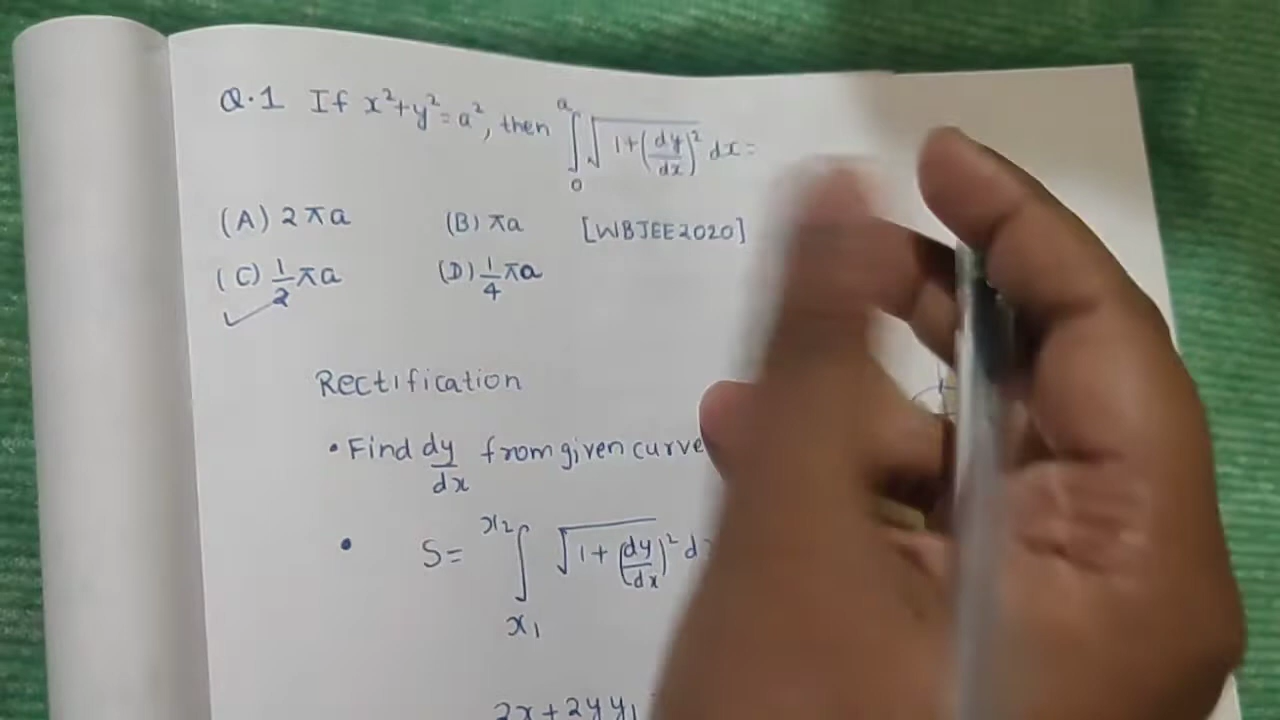 Q.1 If x²+y²=a², then ∫₀ᵃ √1+(dy/dx)² dx=
(A) 2πa (B) πa [WBJEE2020]
(C) 1/2 πa (D) 1/4 πa
Rectification
• Find dy/dx from given curve
• S= ∫ₓ₁ˣ² √1+(dy/dx)² d
2x+2yy₁